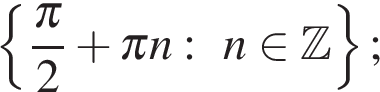 { π/2 + πn : n ∈ ℤ } ;